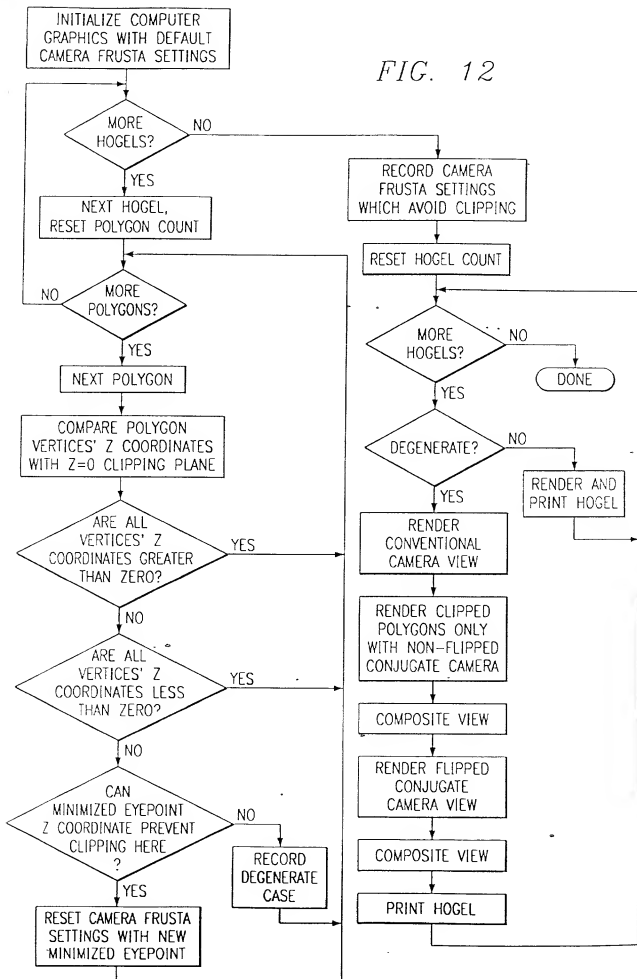 INITIALIZE COMPUTER
GRAPHICS WITH DEFAULT
CAMERA FRUSTA SETTINGS
FIG. 12
MORE
HOGELS?
NO
YES
NEXT HOGEL,
RESET POLYGON COUNT
NO
MORE
POLYGONS?
YES
NEXT POLYGON
COMPARE POLYGON
VERTICES' Z COORDINATES
WITH Z=0 CLIPPING PLANE
ARE ALL
VERTICES' Z
COORDINATES GREATER
THAN ZERO?
YES
NO
ARE ALL
VERTICES' Z
COORDINATES LESS
THAN ZERO?
YES
NO
CAN
MINIMIZED EYEPOINT
Z COORDINATE PREVENT
CLIPPING HERE
?
NO
YES
RECORD
DEGENERATE
CASE
RESET CAMERA FRUSTA
SETTINGS WITH NEW
MINIMIZED EYEPOINT
RECORD CAMERA
FRUSTA SETTINGS
WHICH AVOID CLIPPING
RESET HOGEL COUNT
MORE
HOGELS?
NO
DONE
YES
DEGENERATE?
NO
RENDER AND
PRINT HOGEL
YES
RENDER
CONVENTIONAL
CAMERA VIEW
RENDER CLIPPED
POLYGONS ONLY
WITH NON-FLIPPED
CONJUGATE CAMERA
COMPOSITE VIEW
RENDER FLIPPED
CONJUGATE
CAMERA VIEW
COMPOSITE VIEW
PRINT HOGEL